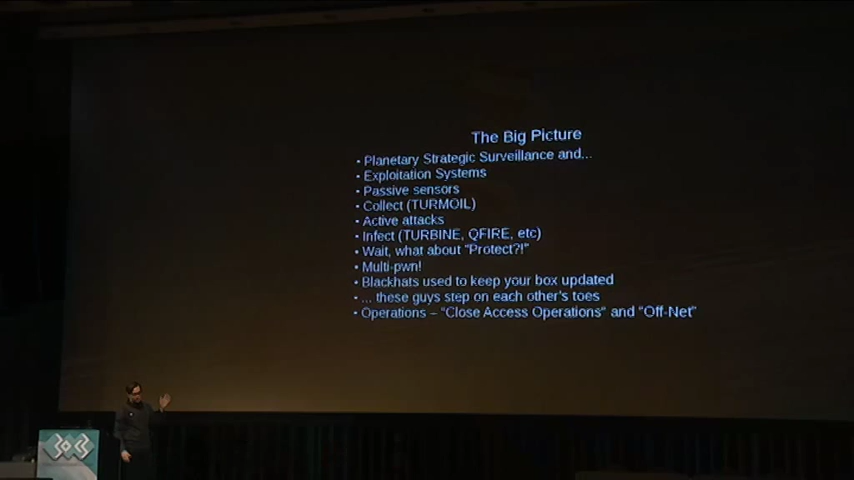 The Big Picture
• Planetary Strategic Surveillance and...
• Exploitation Systems
• Passive sensors
• Collect (TURMOIL)
• Active attacks
• Infect (TURBINE, QFIRE, etc)
• Wait, what about "Protect?!"
• Multi-pwn!
• Blackhats used to keep your box updated
• ... these guys step on each other's toes
• Operations – "Close Access Operations" and "Off-Net"
30C3